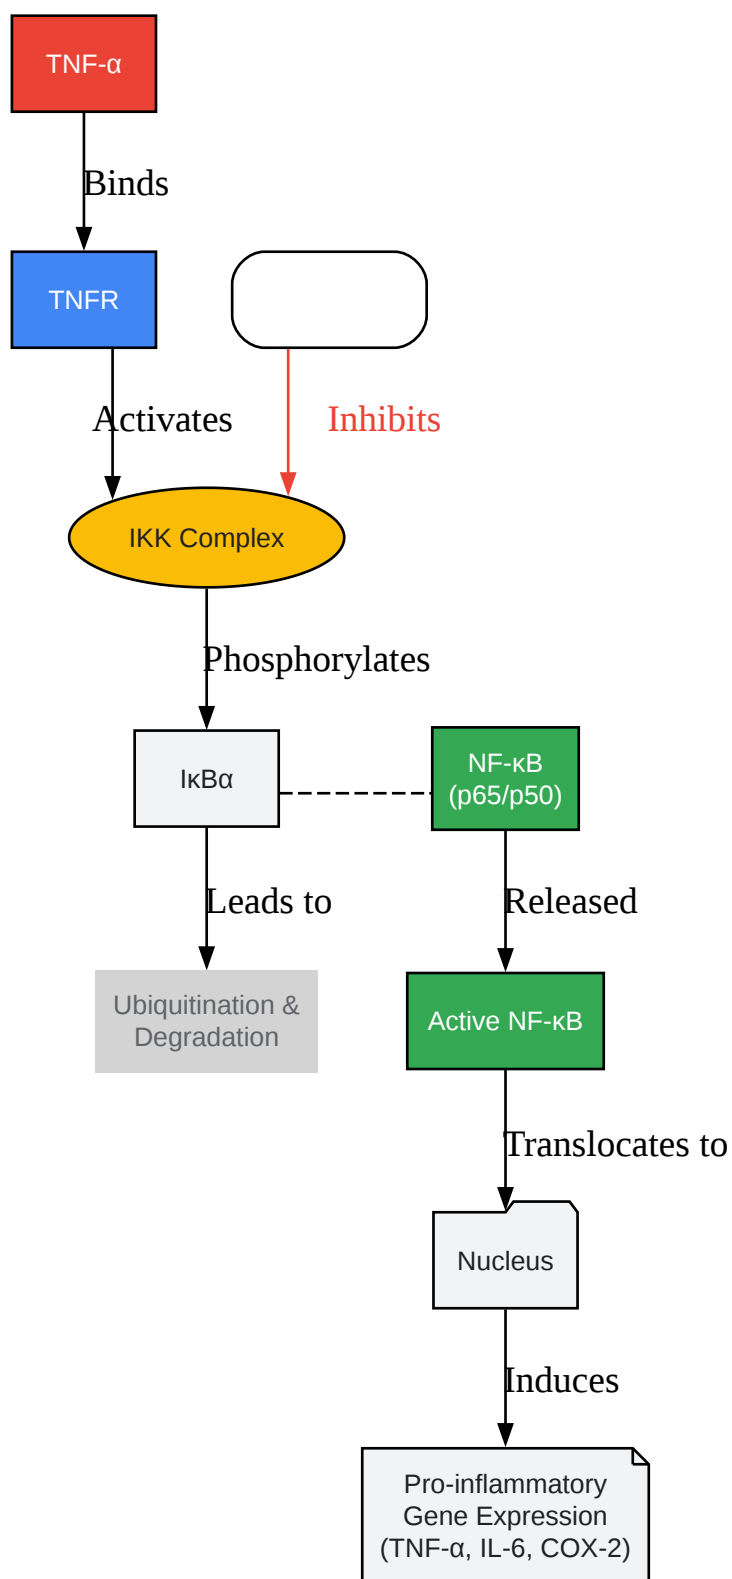 TNF-α
Binds
TNFR
Activates
Inhibits
IKK Complex
Phosphorylates
IκBα
NF-κB
(p65/p50)
Leads to
Released
Ubiquitination &
Degradation
Active NF-κB
Translocates to
Nucleus
Induces
Pro-inflammatory
Gene Expression
(TNF-α, IL-6, COX-2)